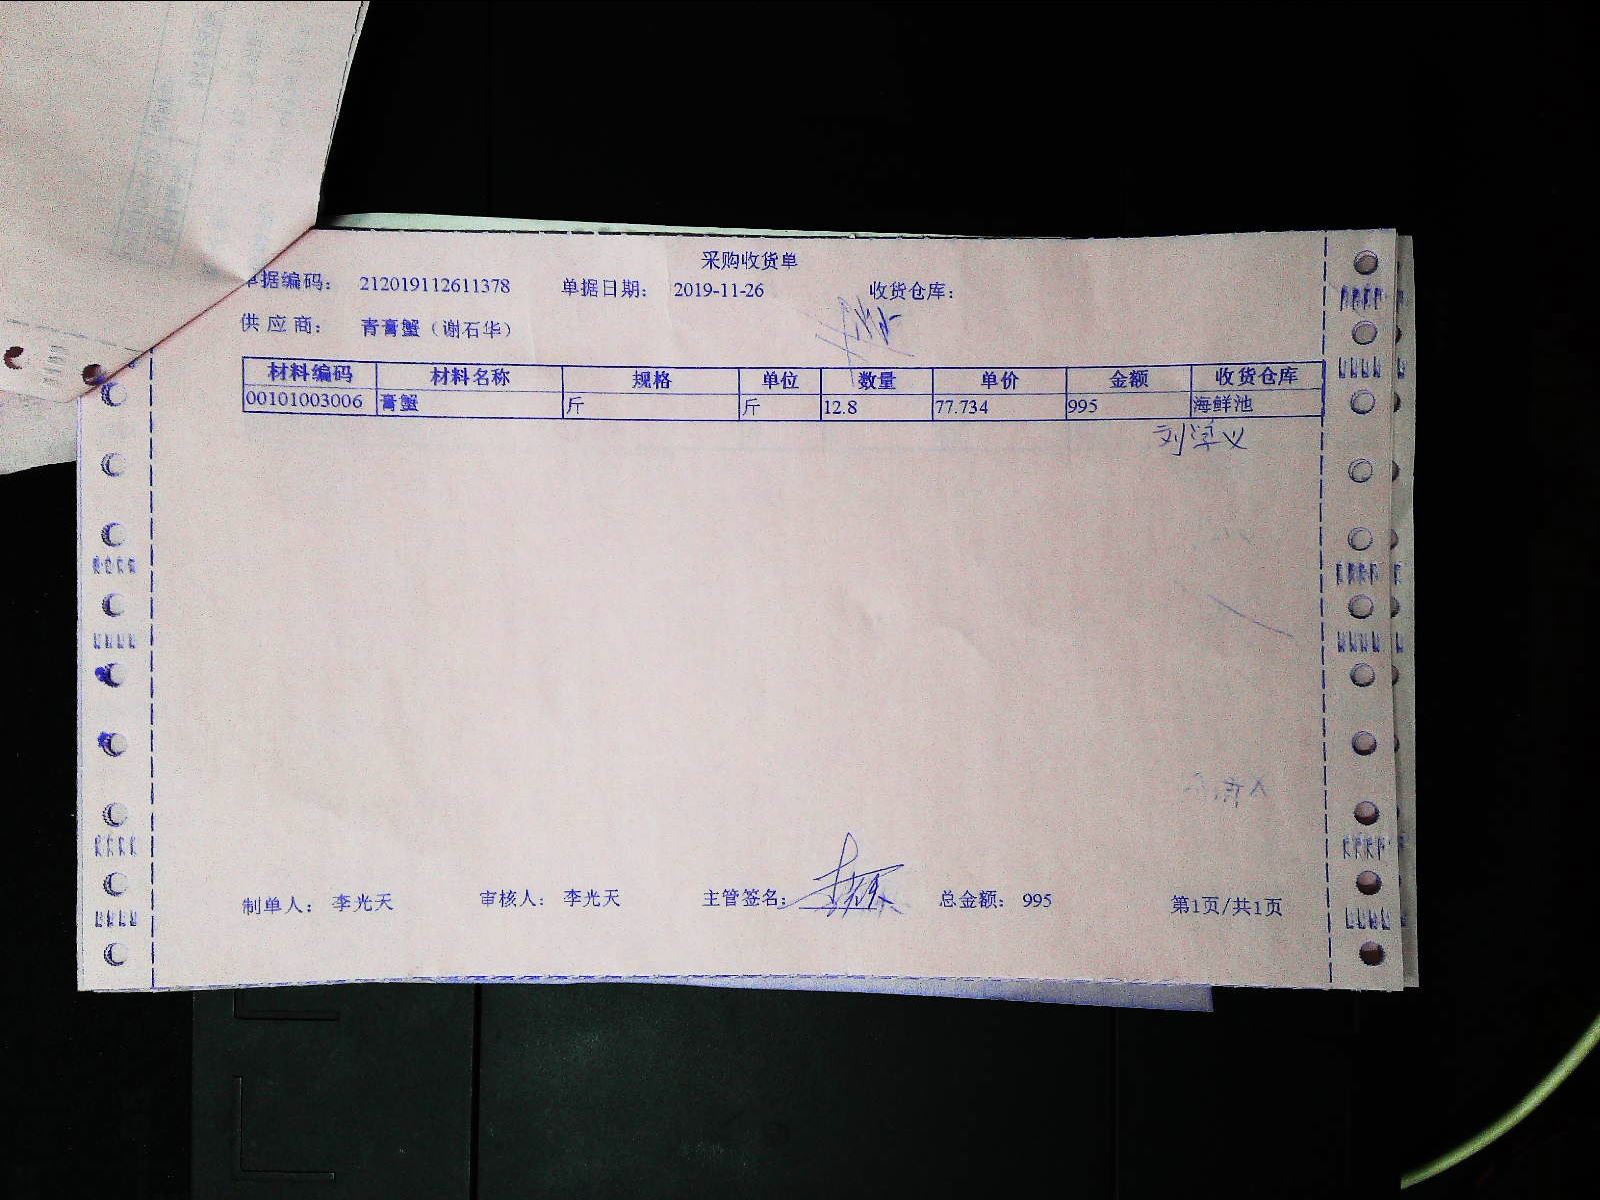 采购收货单
单据编码： 212019112611378 单据日期： 2019-11-26 收货仓库：
供应商： 青膏蟹（谢石华）
材料编码 材料名称 规格 单位 数量 单价 金额 收货仓库
00101003006 膏蟹 斤 斤 12.8 77.734 995 海鲜池
制单人： 李光天 审核人： 李光天 主管签名： 总金额： 995 第1页/共1页